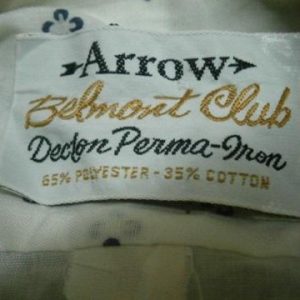 Arrow
Belmont Club
Decton Perma-Iron
65% POLYESTER - 35% COTTON